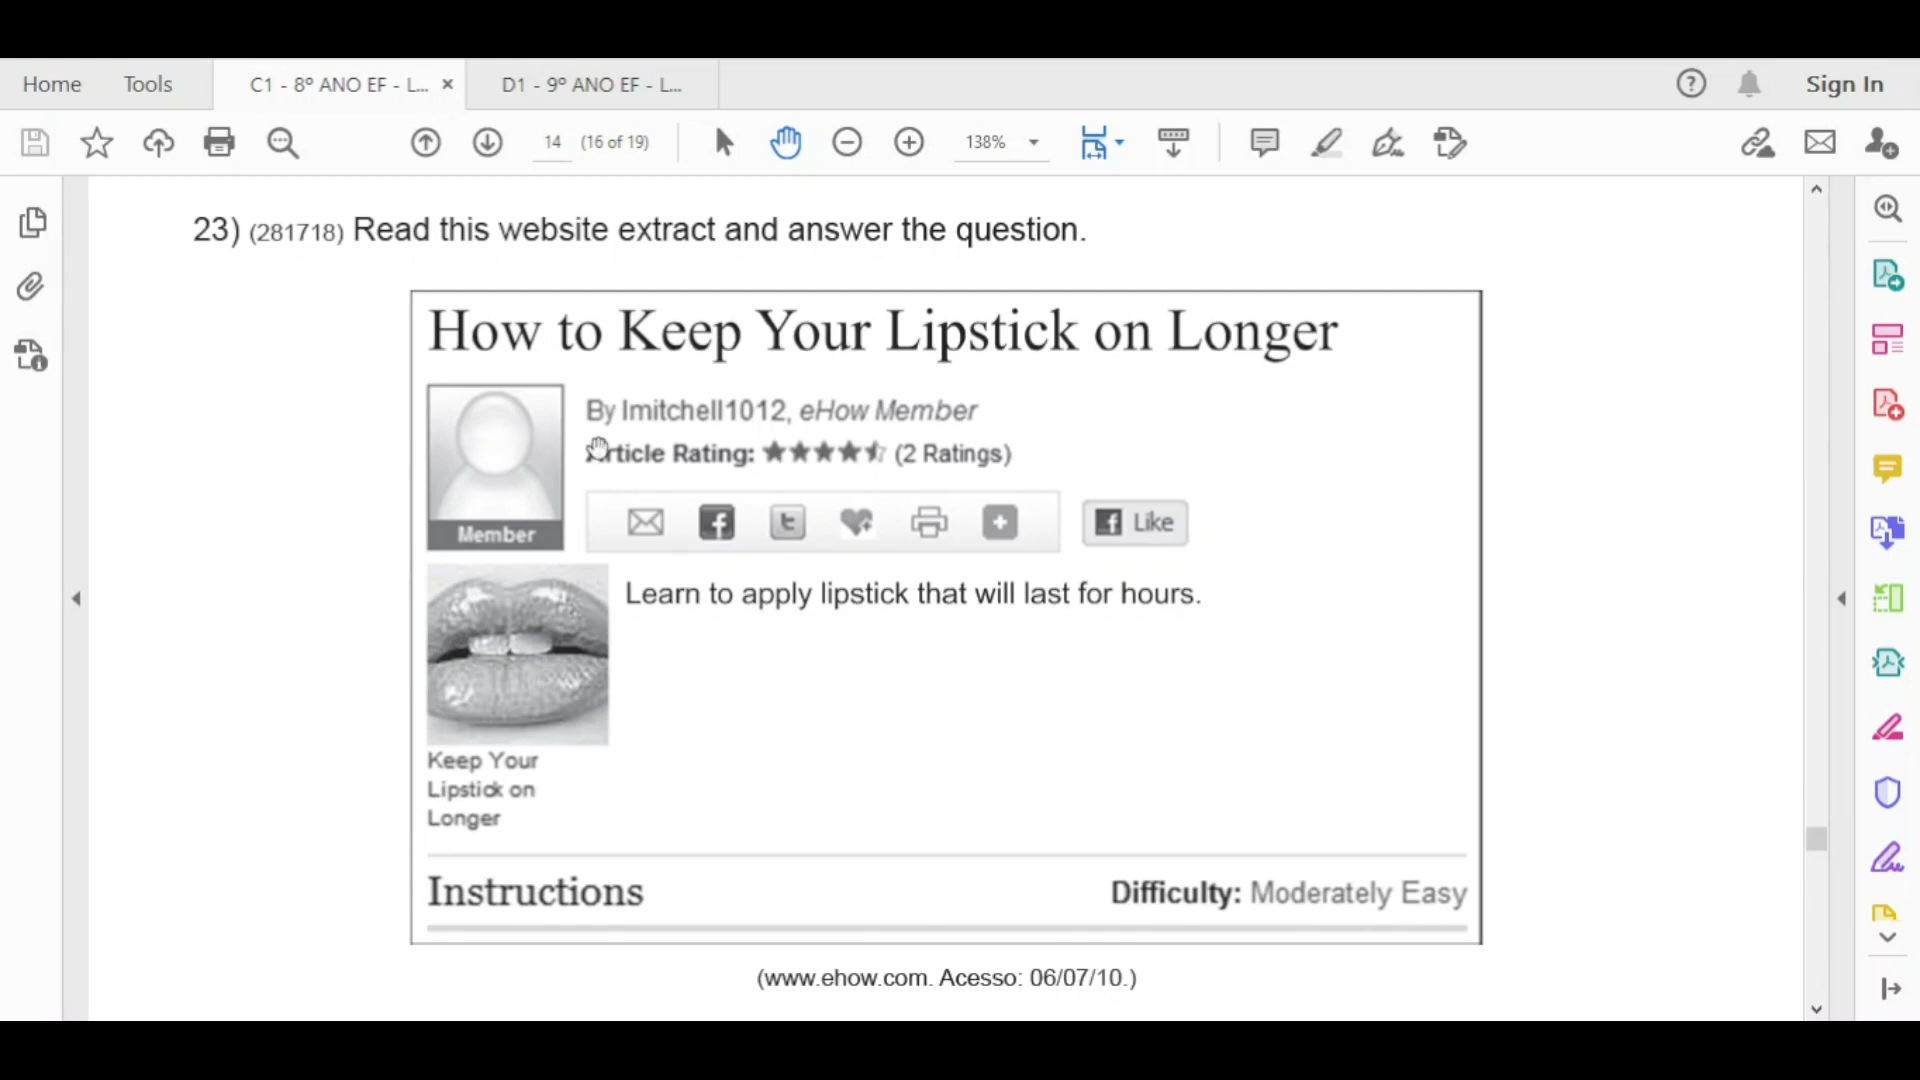 Home Tools C1 - 8º ANO EF - L... × D1 - 9º ANO EF - L... Sign In
14 (16 of 19) 138%
23) (281718) Read this website extract and answer the question.
How to Keep Your Lipstick on Longer
By lmitchell1012, eHow Member
Article Rating: (2 Ratings)
Member
Like
Learn to apply lipstick that will last for hours.
Keep Your
Lipstick on
Longer
Instructions Difficulty: Moderately Easy
(www.ehow.com. Acesso: 06/07/10.)